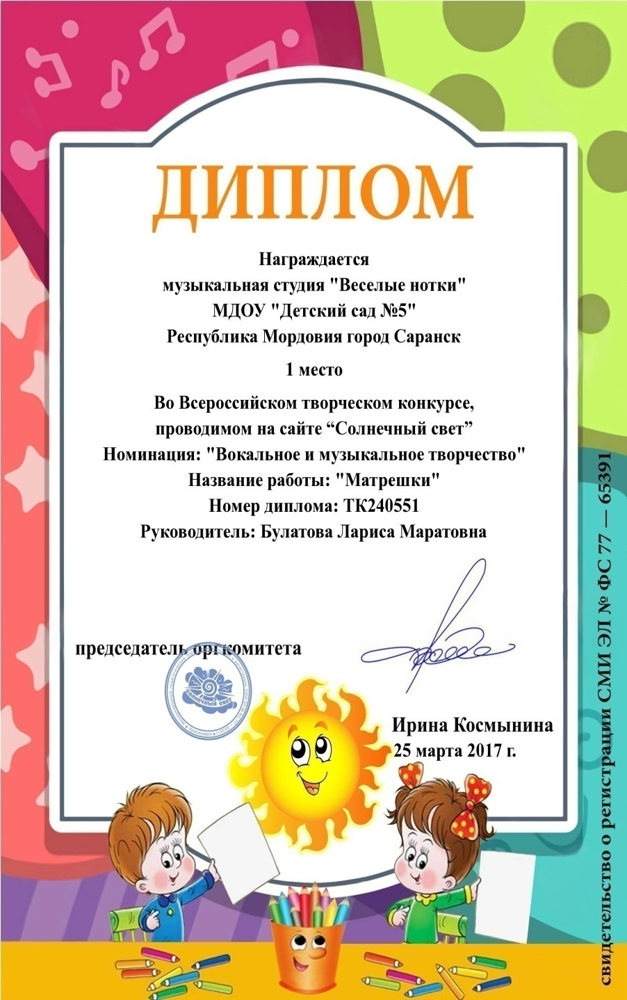 ДИПЛОМ
Награждается
музыкальная студия "Веселые нотки"
МДОУ "Детский сад №5"
Республика Мордовия город Саранск
1 место
Во Всероссийском творческом конкурсе,
проводимом на сайте “Солнечный свет”
Номинация: "Вокальное и музыкальное творчество"
Название работы: "Матрешки"
Номер диплома: ТК240551
Руководитель: Булатова Лариса Маратовна
председатель оргкомитета
СОЛНЕЧНЫЙ СВЕТ
Ирина Космынина
25 марта 2017 г.
свидетельство о регистрации СМИ ЭЛ № ФС 77 — 65391